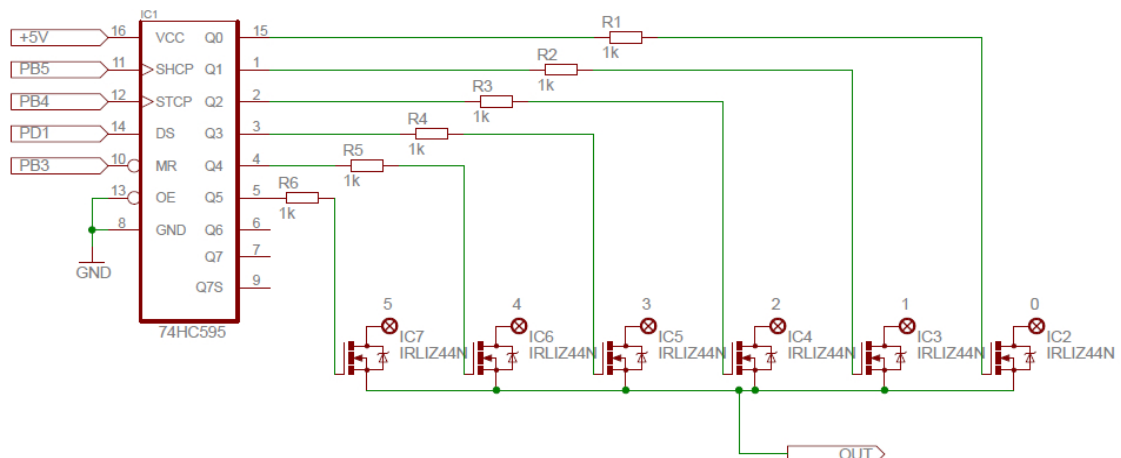 IC1
+5V
16
VCC
Q0
15
R1
1k
PB5
11
SHCP
Q1
1
R2
1k
PB4
12
STCP
Q2
2
R3
1k
PD1
14
DS
Q3
3
R4
1k
PB3
10
MR
Q4
4
R5
1k
13
OE
Q5
5
R6
1k
8
GND
Q6
6
Q7
7
GND
Q7S
9
74HC595
5
IC7
IRLIZ44N
4
IC6
IRLIZ44N
3
IC5
IRLIZ44N
2
IC4
IRLIZ44N
1
IC3
IRLIZ44N
0
IC2
IRLIZ44N
OUT